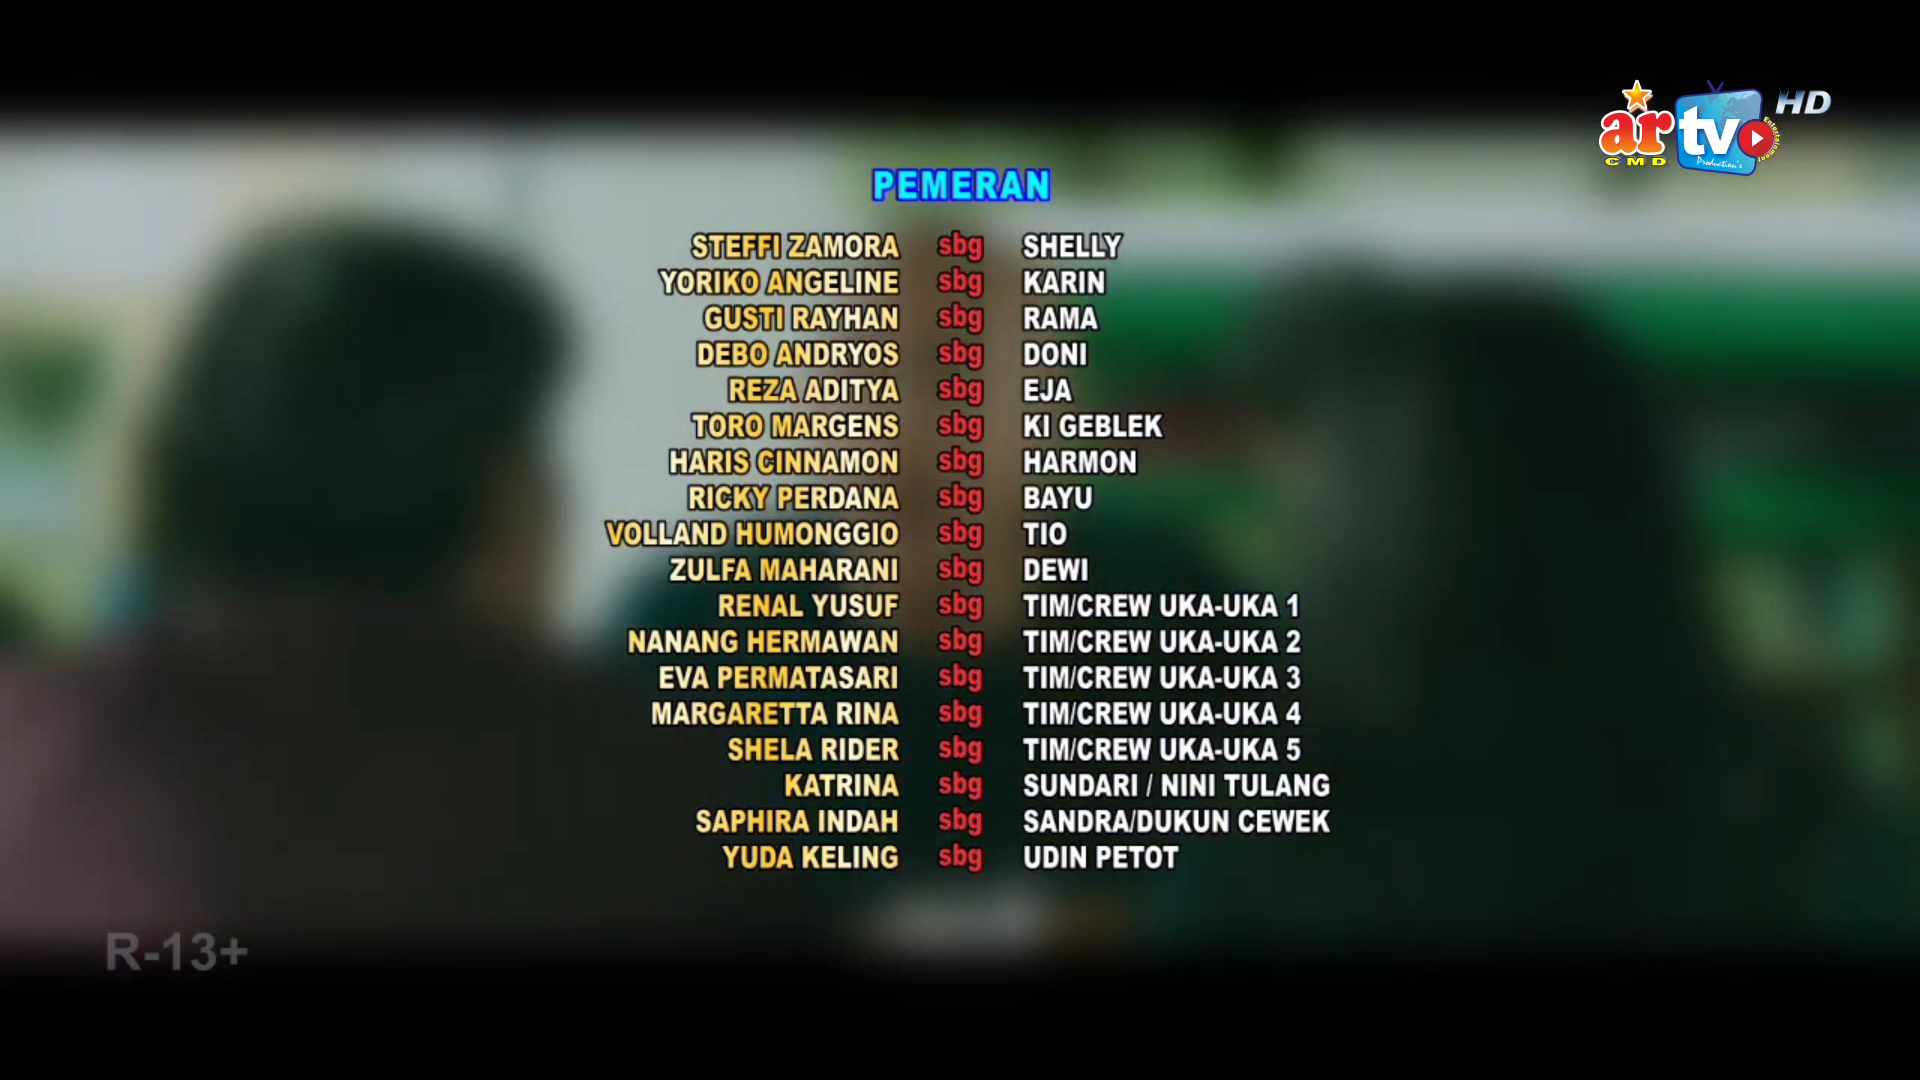 ar tv HD
CMD
Production's
Entertainment
PEMERAN
STEFFI ZAMORA sbg SHELLY
YORIKO ANGELINE sbg KARIN
GUSTI RAYHAN sbg RAMA
DEBO ANDRYOS sbg DONI
REZA ADITYA sbg EJA
TORO MARGENS sbg KI GEBLEK
HARIS CINNAMON sbg HARMON
RICKY PERDANA sbg BAYU
VOLLAND HUMONGGIO sbg TIO
ZULFA MAHARANI sbg DEWI
RENAL YUSUF sbg TIM/CREW UKA-UKA 1
NANANG HERMAWAN sbg TIM/CREW UKA-UKA 2
EVA PERMATASARI sbg TIM/CREW UKA-UKA 3
MARGARETTA RINA sbg TIM/CREW UKA-UKA 4
SHELA RIDER sbg TIM/CREW UKA-UKA 5
KATRINA sbg SUNDARI / NINI TULANG
SAPHIRA INDAH sbg SANDRA/DUKUN CEWEK
YUDA KELING sbg UDIN PETOT
R-13+